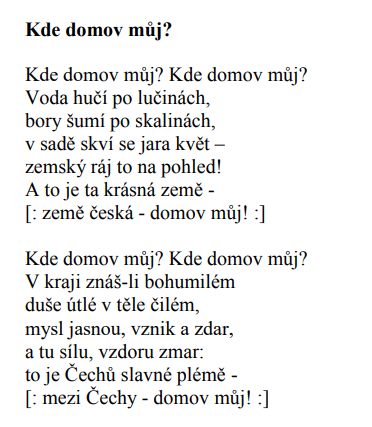 Kde domov můj?
Kde domov můj? Kde domov můj?
Voda hučí po lučinách,
bory šumí po skalinách,
v sadě skví se jara květ –
zemský ráj to na pohled!
A to je ta krásná země -
[: země česká - domov můj! :]
Kde domov můj? Kde domov můj?
V kraji znáš-li bohumilém
duše útlé v těle čilém,
mysl jasnou, vznik a zdar,
a tu sílu, vzdoru zmar:
to je Čechů slavné plémě -
[: mezi Čechy - domov můj! :]